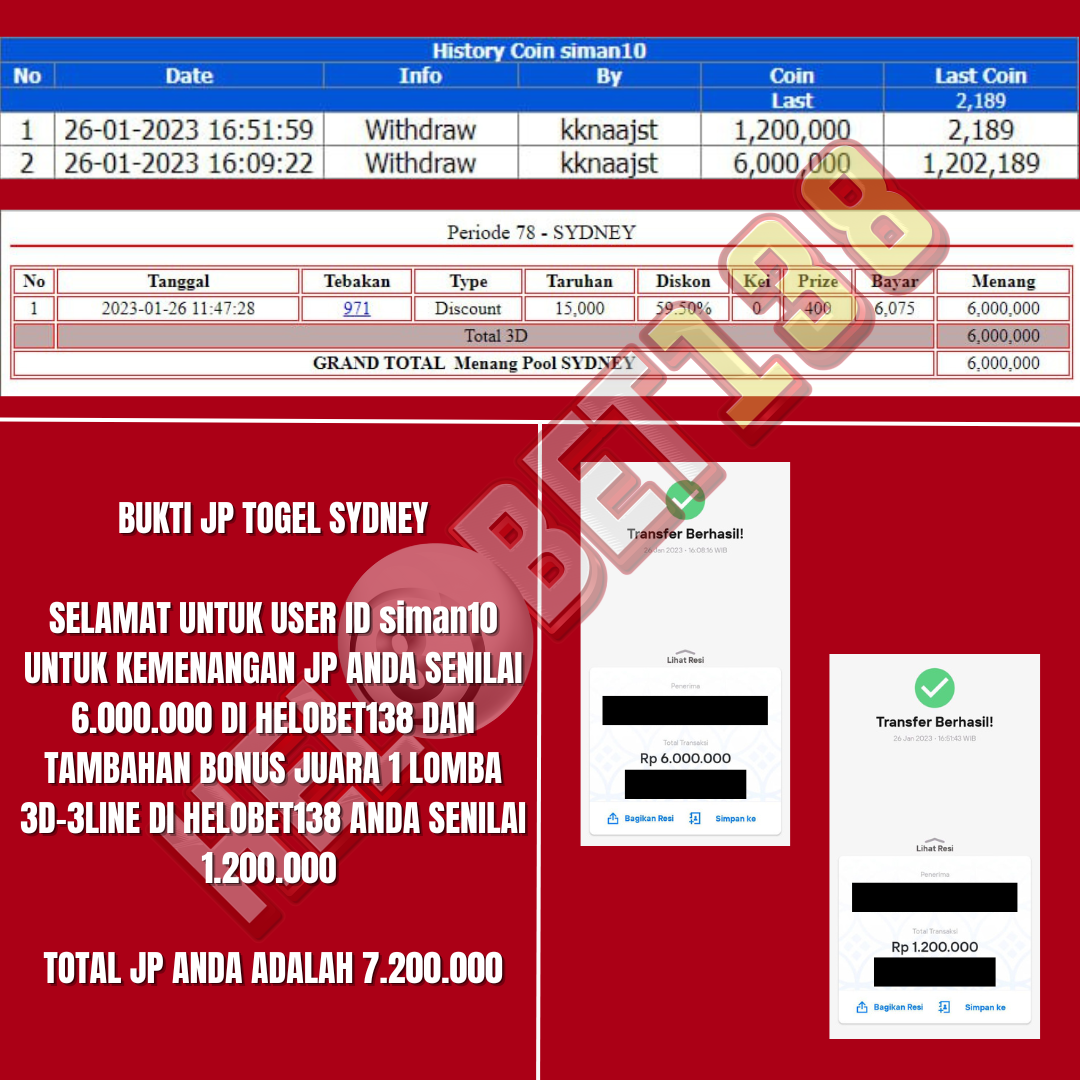 History Coin siman10
No Date Info By Coin Last Coin
Last 2,189
1 26-01-2023 16:51:59 Withdraw kknaajst 1,200,000 2,189
2 26-01-2023 16:09:22 Withdraw kknaajst 6,000,000 1,202,189
Periode 78 - SYDNEY
No Tanggal Tebakan Type Taruhan Diskon Kei Prize Bayar Menang
1 2023-01-26 11:47:28 971 Discount 15,000 59.50% 0 400 6,075 6,000,000
Total 3D 6,000,000
GRAND TOTAL Menang Pool SYDNEY 6,000,000
HELOBET138
BUKTI JP TOGEL SYDNEY
SELAMAT UNTUK USER ID siman10
UNTUK KEMENANGAN JP ANDA SENILAI
6.000.000 DI HELOBET138 DAN
TAMBAHAN BONUS JUARA 1 LOMBA
3D-3LINE DI HELOBET138 ANDA SENILAI
1.200.000
TOTAL JP ANDA ADALAH 7.200.000
Transfer Berhasil!
26 Jan 2023 • 16:08:16 WIB
Lihat Resi
Penerima
Total Transaksi
Rp 6.000.000
Bagikan Resi Simpan ke
Transfer Berhasil!
26 Jan 2023 • 16:51:43 WIB
Lihat Resi
Penerima
Total Transaksi
Rp 1.200.000
Bagikan Resi Simpan ke